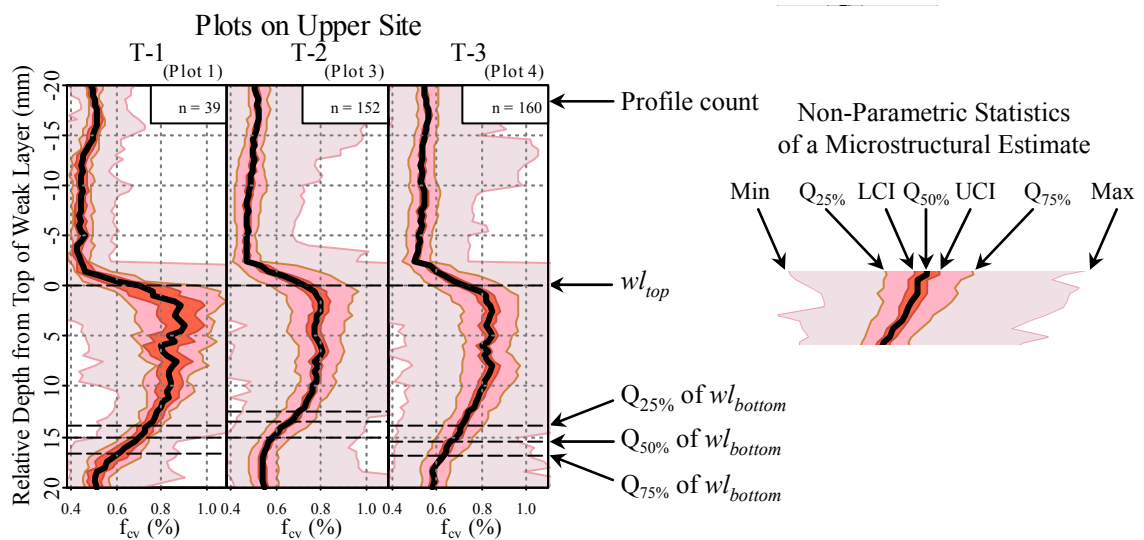 Plots on Upper Site
T-1 T-2 T-3
(Plot 1) (Plot 3) (Plot 4)
n = 39 n = 152 n = 160
Relative Depth from Top of Weak Layer (mm)
-20
-15
-10
-5
0
5
10
15
20
0.4 0.6 0.8 1.0 0.4 0.6 0.8 1.0 0.4 0.6 0.8 1.0
fcv (%) fcv (%) fcv (%)
Profile count
wltop
Q25% of wlbottom
Q50% of wlbottom
Q75% of wlbottom
Non-Parametric Statistics
of a Microstructural Estimate
Min Q25% LCI Q50% UCI Q75% Max